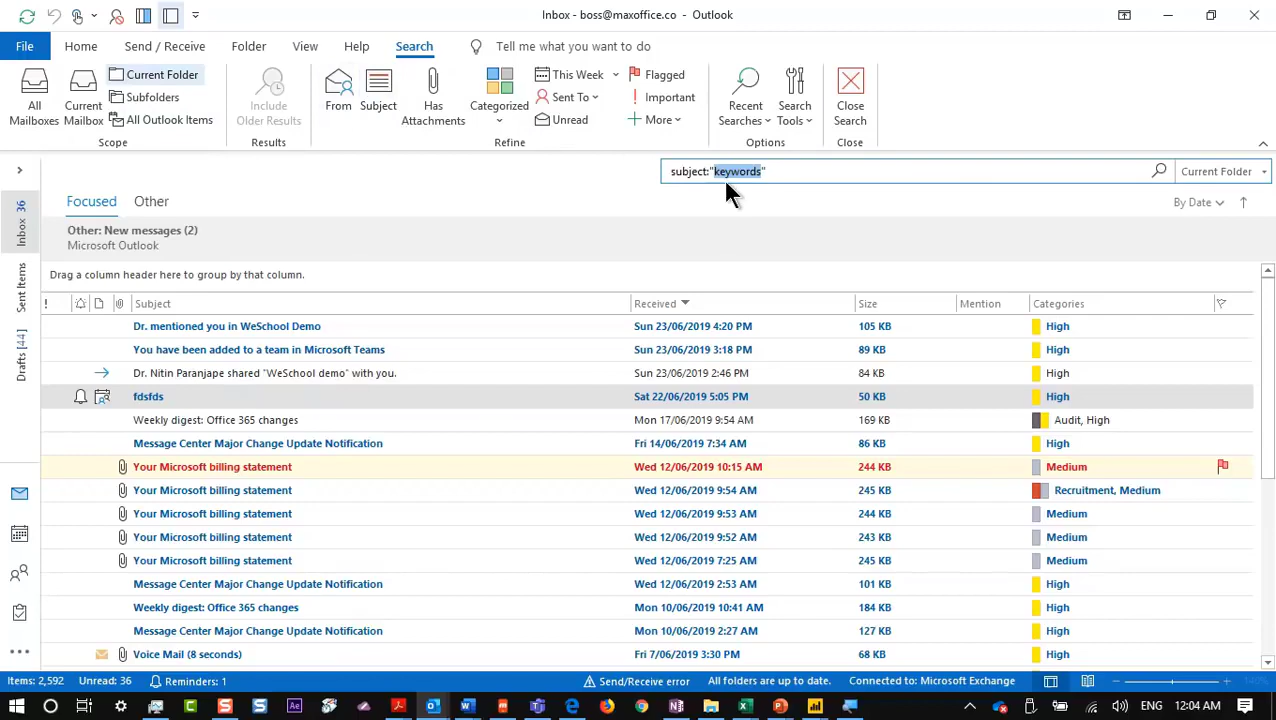 Inbox - boss@maxoffice.co - Outlook
File Home Send / Receive Folder View Help Search Tell me what you want to do
All Mailboxes
Current Mailbox
Current Folder
Subfolders
All Outlook Items
Scope
Include Older Results
Results
From
Subject
Has Attachments
Categorized
This Week
Sent To
Unread
Flagged
Important
More
Refine
Recent Searches
Search Tools
Options
Close Search
Close
subject:"keywords" Current Folder
Focused Other By Date
Other: New messages (2)
Microsoft Outlook
Inbox 36
Sent Items
Drafts [44]
Drag a column header here to group by that column.
! Subject Received Size Mention Categories
Dr. mentioned you in WeSchool Demo Sun 23/06/2019 4:20 PM 105 KB High
You have been added to a team in Microsoft Teams Sun 23/06/2019 3:18 PM 89 KB High
Dr. Nitin Paranjape shared "WeSchool demo" with you. Sun 23/06/2019 2:46 PM 84 KB High
fdsfds Sat 22/06/2019 5:05 PM 50 KB High
Weekly digest: Office 365 changes Mon 17/06/2019 9:54 AM 169 KB Audit, High
Message Center Major Change Update Notification Fri 14/06/2019 7:34 AM 86 KB High
Your Microsoft billing statement Wed 12/06/2019 10:15 AM 244 KB Medium
Your Microsoft billing statement Wed 12/06/2019 9:54 AM 245 KB Recruitment, Medium
Your Microsoft billing statement Wed 12/06/2019 9:53 AM 244 KB Medium
Your Microsoft billing statement Wed 12/06/2019 9:52 AM 243 KB Medium
Your Microsoft billing statement Wed 12/06/2019 7:25 AM 245 KB Medium
Message Center Major Change Update Notification Wed 12/06/2019 2:53 AM 101 KB High
Weekly digest: Office 365 changes Mon 10/06/2019 10:41 AM 184 KB High
Message Center Major Change Update Notification Mon 10/06/2019 2:27 AM 127 KB High
Voice Mail (8 seconds) Fri 7/06/2019 3:30 PM 68 KB High
Items: 2,592 Unread: 36 Reminders: 1 Send/Receive error All folders are up to date. Connected to: Microsoft Exchange
12:04 AM